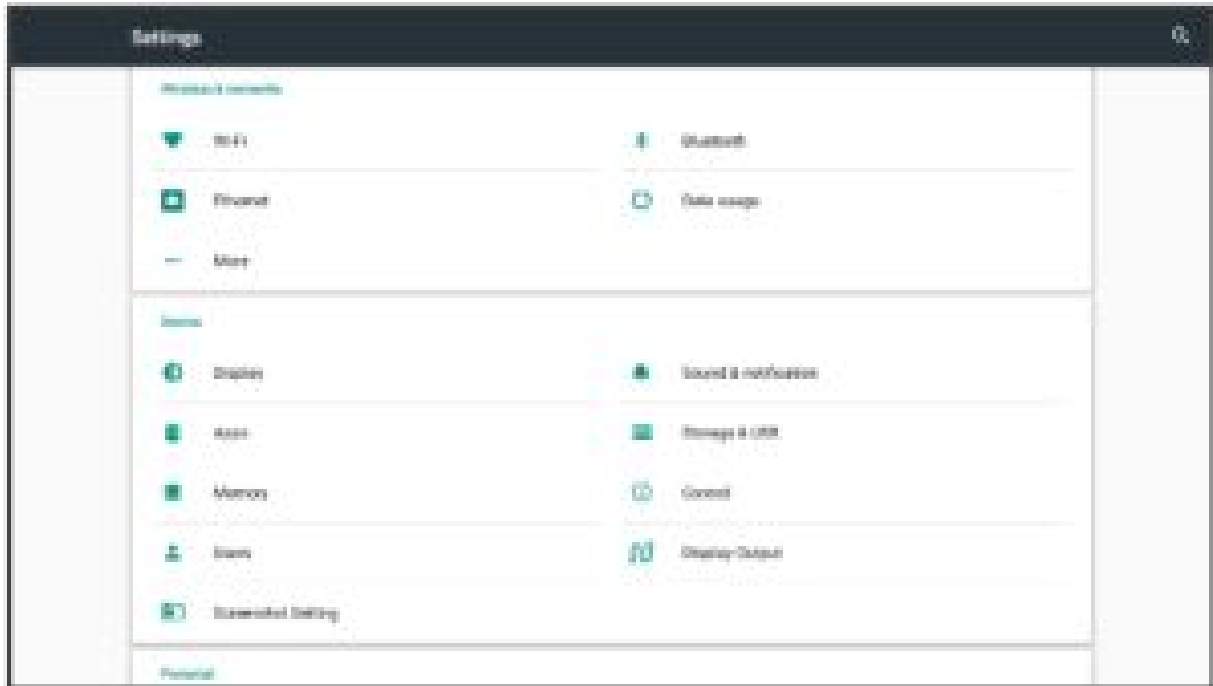 Settings
Wireless & networks
Wi-Fi
Bluetooth
Ethernet
Data usage
More
Device
Display
Sound & notification
Apps
Storage & USB
Memory
Control
Users
Display Output
Screenshot Setting
Personal